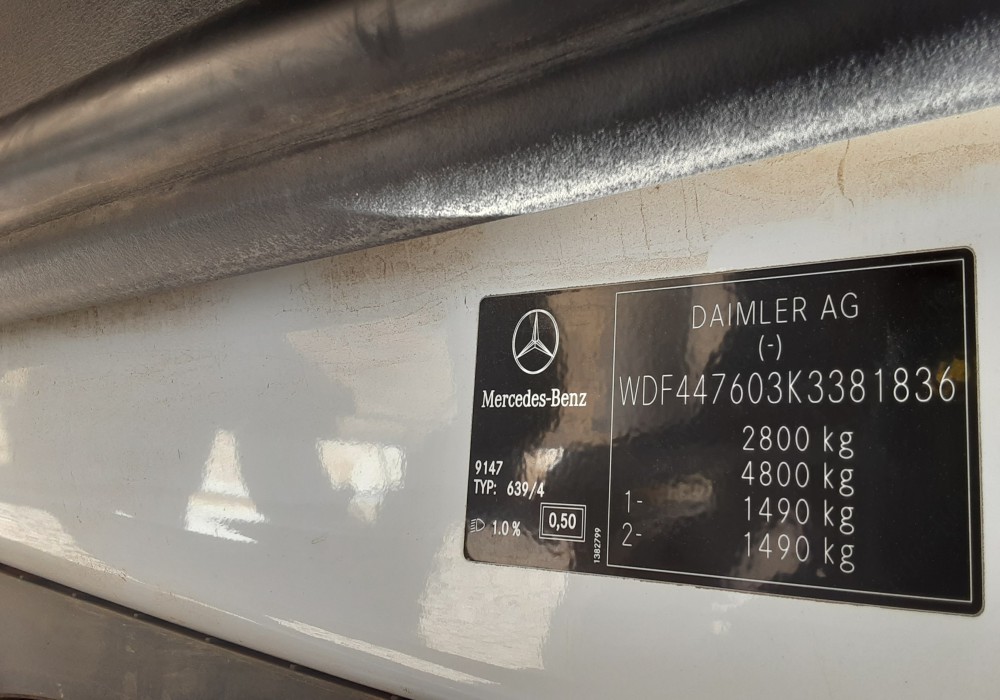 Mercedes-Benz
9147
TYP: 639/4
1.0%
0,50
1382799
DAIMLER AG
(-)
WDF447603K3381836
2800 kg
4800 kg
1- 1490 kg
2- 1490 kg